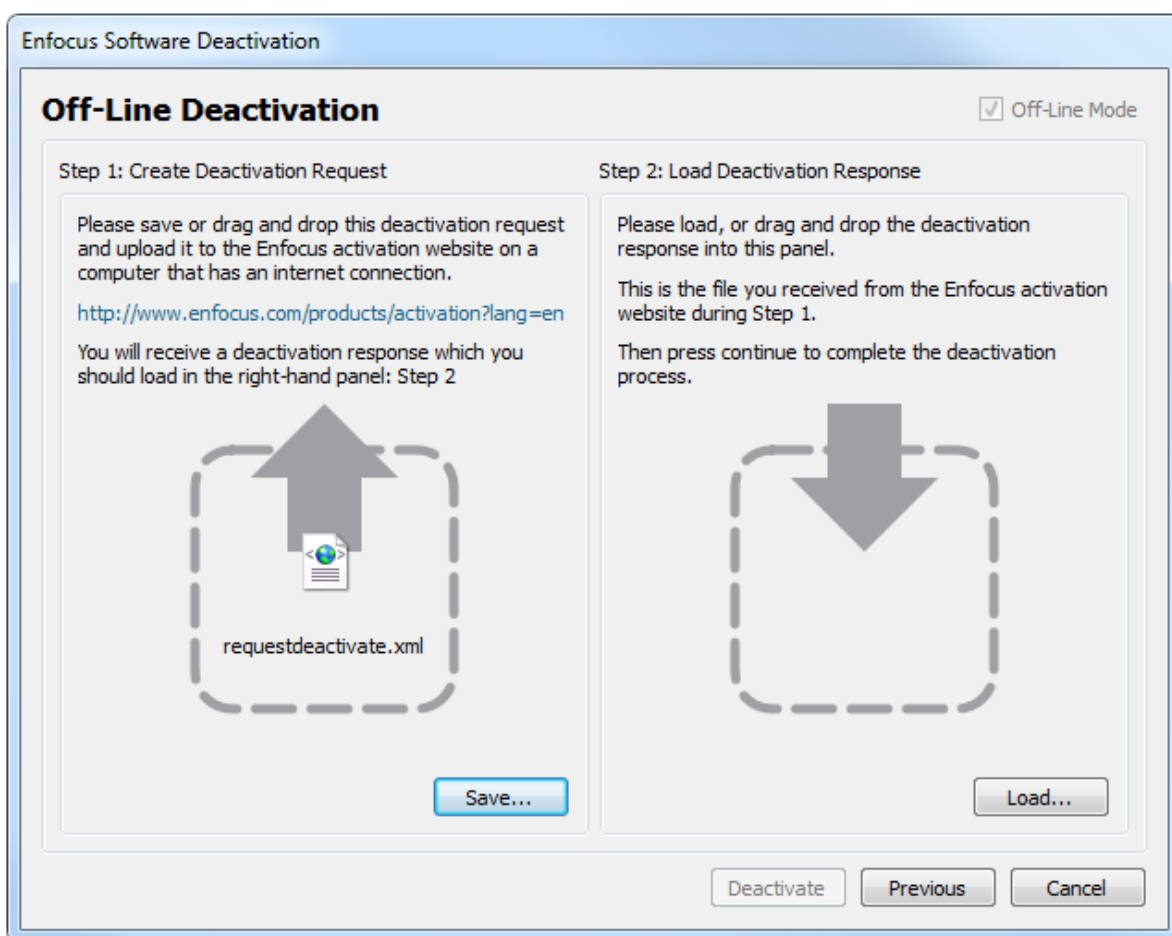 Enfocus Software Deactivation
Off-Line Deactivation
Off-Line Mode
Step 1: Create Deactivation Request
Please save or drag and drop this deactivation request
and upload it to the Enfocus activation website on a
computer that has an internet connection.
http://www.enfocus.com/products/activation?lang=en
You will receive a deactivation response which you
should load in the right-hand panel: Step 2
requestdeactivate.xml
Save...
Step 2: Load Deactivation Response
Please load, or drag and drop the deactivation
response into this panel.
This is the file you received from the Enfocus activation
website during Step 1.
Then press continue to complete the deactivation
process.
Load...
Deactivate
Previous
Cancel